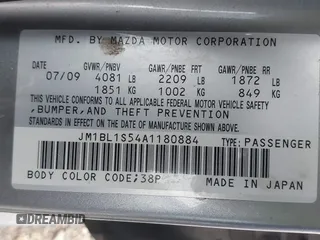 MFD. BY MAZDA MOTOR CORPORATION
GVWR/PNBV GAWR/PNBE FR GAWR/PNBE RR
07/09 4081 LB 2209 LB 1872 LB
1851 KG 1002 KG 849 KG
THIS VEHICLE CONFORMS TO ALL APPLICABLE
FEDERAL MOTOR VEHICLE SAFETY,
BUMPER, AND THEFT PREVENTION
STANDARDS IN EFFECT ON THE DATE OF
MANUFACTURE SHOWN ABOVE.
JM1BL1S54A1180884 TYPE: PASSENGER
BODY COLOR CODE;38P MADE IN JAPAN
DREAMBID